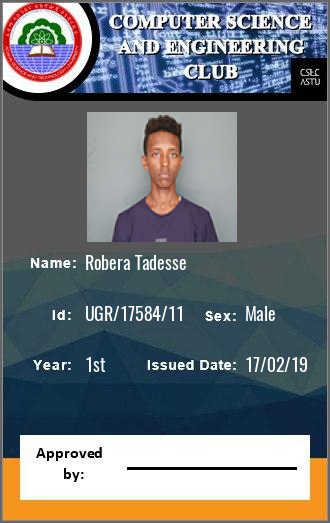 COMPUTER SCIENCE
AND ENGINEERING
CLUB
CSEC
ASTU
Name: Robera Tadesse
Id: UGR/17584/11 Sex: Male
Year: 1st Issued Date: 17/02/19
Approved
by: